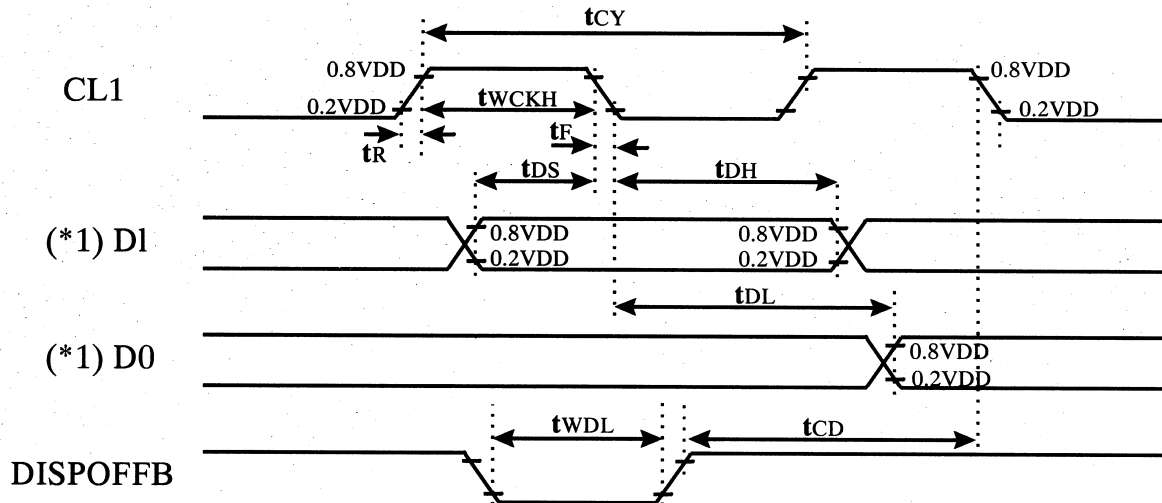 tCY
CL1
0.8VDD
0.8VDD
tWCKH
0.2VDD
0.2VDD
tR
tF
tDS
tDH
(*1) Dl
0.8VDD
0.8VDD
0.2VDD
0.2VDD
tDL
(*1) D0
0.8VDD
0.2VDD
tWDL
tCD
DISPOFFB